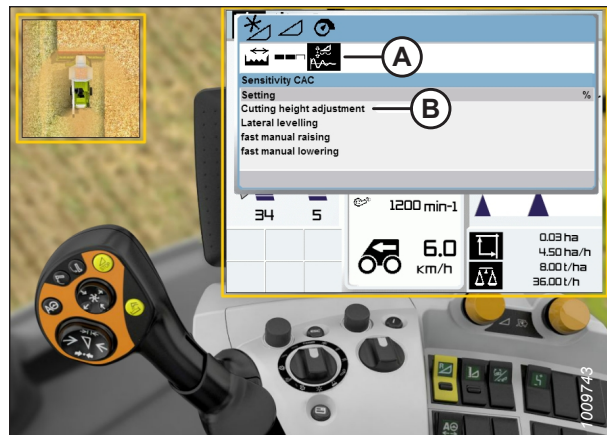 A
Sensitivity CAC
Setting %
Cutting height adjustment
B
Lateral levelling
fast manual raising
fast manual lowering
34 5
1200 min-1
6.0
km/h
0.03 ha
4.50 ha/h
8.00 t/ha
36.00 t/h
1009743